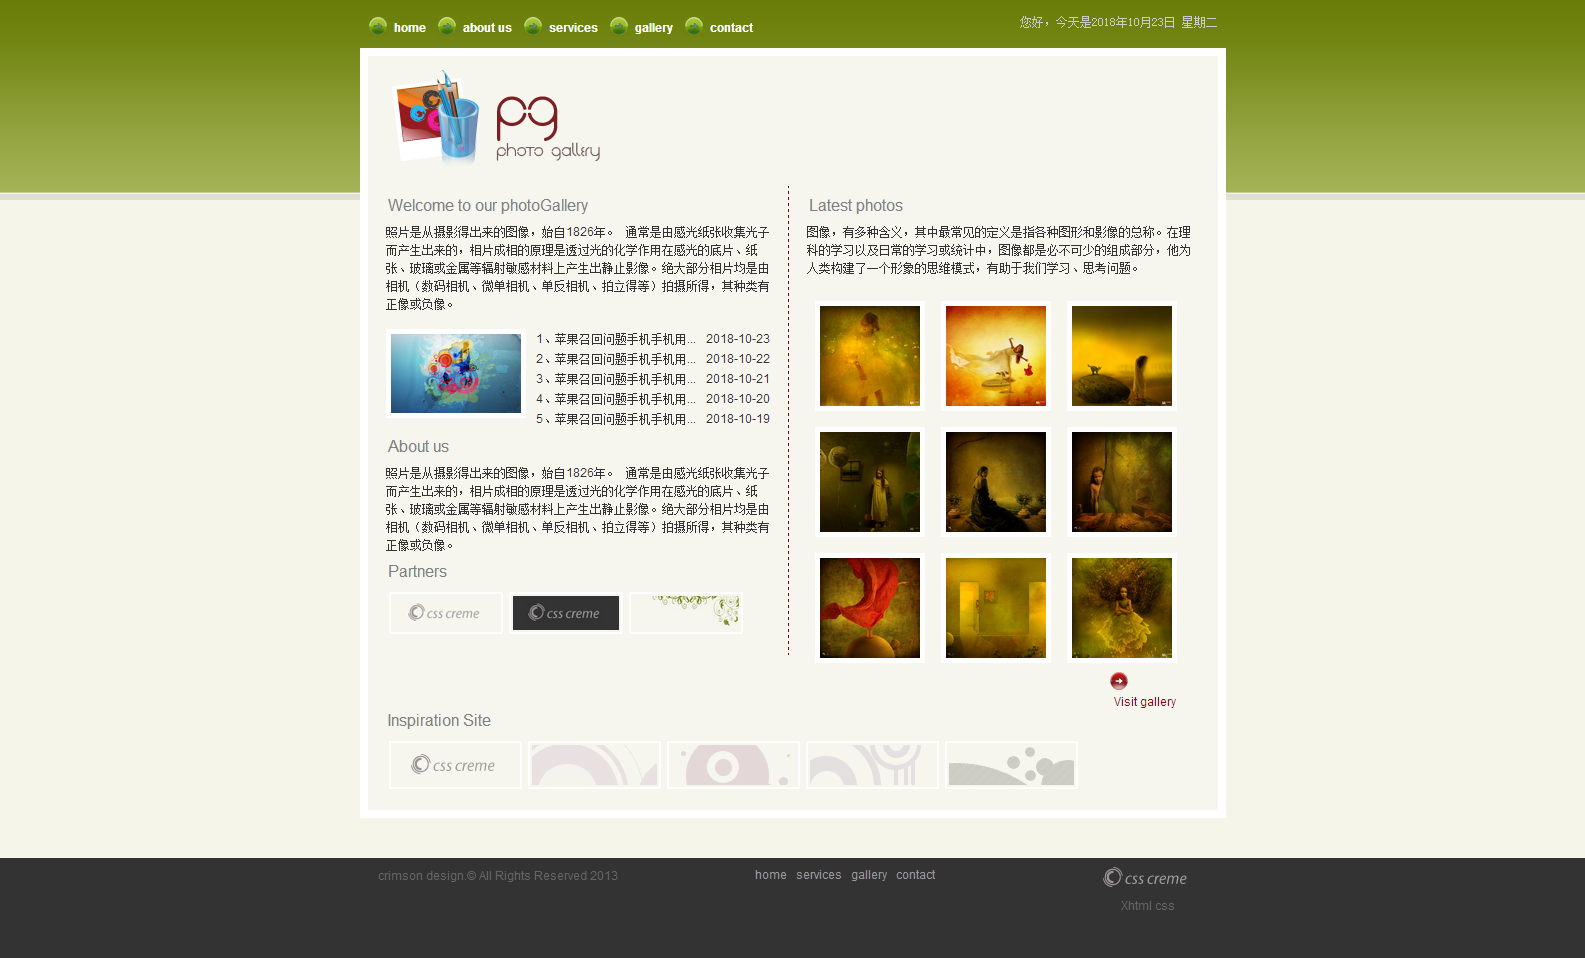 home about us services gallery contact
您好，今天是2018年10月23日 星期二
pg
photo gallery
Welcome to our photoGallery
照片是从摄影得出来的图像，始自1826年。 通常是由感光纸张收集光子
而产生出来的，相片成相的原理是透过光的化学作用在感光的底片、纸
张、玻璃或金属等辐射敏感材料上产生出静止影像。绝大部分相片均是由
相机（数码相机、微单相机、单反相机、拍立得等）拍摄所得，其种类有
正像或负像。
1、苹果召回问题手机手机用... 2018-10-23
2、苹果召回问题手机手机用... 2018-10-22
3、苹果召回问题手机手机用... 2018-10-21
4、苹果召回问题手机手机用... 2018-10-20
5、苹果召回问题手机手机用... 2018-10-19
About us
照片是从摄影得出来的图像，始自1826年。 通常是由感光纸张收集光子
而产生出来的，相片成相的原理是透过光的化学作用在感光的底片、纸
张、玻璃或金属等辐射敏感材料上产生出静止影像。绝大部分相片均是由
相机（数码相机、微单相机、单反相机、拍立得等）拍摄所得，其种类有
正像或负像。
Partners
css creme css creme
Latest photos
图像，有多种含义，其中最常见的定义是指各种图形和影像的总称。在理
科的学习以及日常的学习或统计中，图像都是必不可少的组成部分，他为
人类构建了一个形象的思维模式，有助于我们学习、思考问题。
Visit gallery
Inspiration Site
css creme
crimson design.© All Rights Reserved 2013
home services gallery contact
css creme
Xhtml css